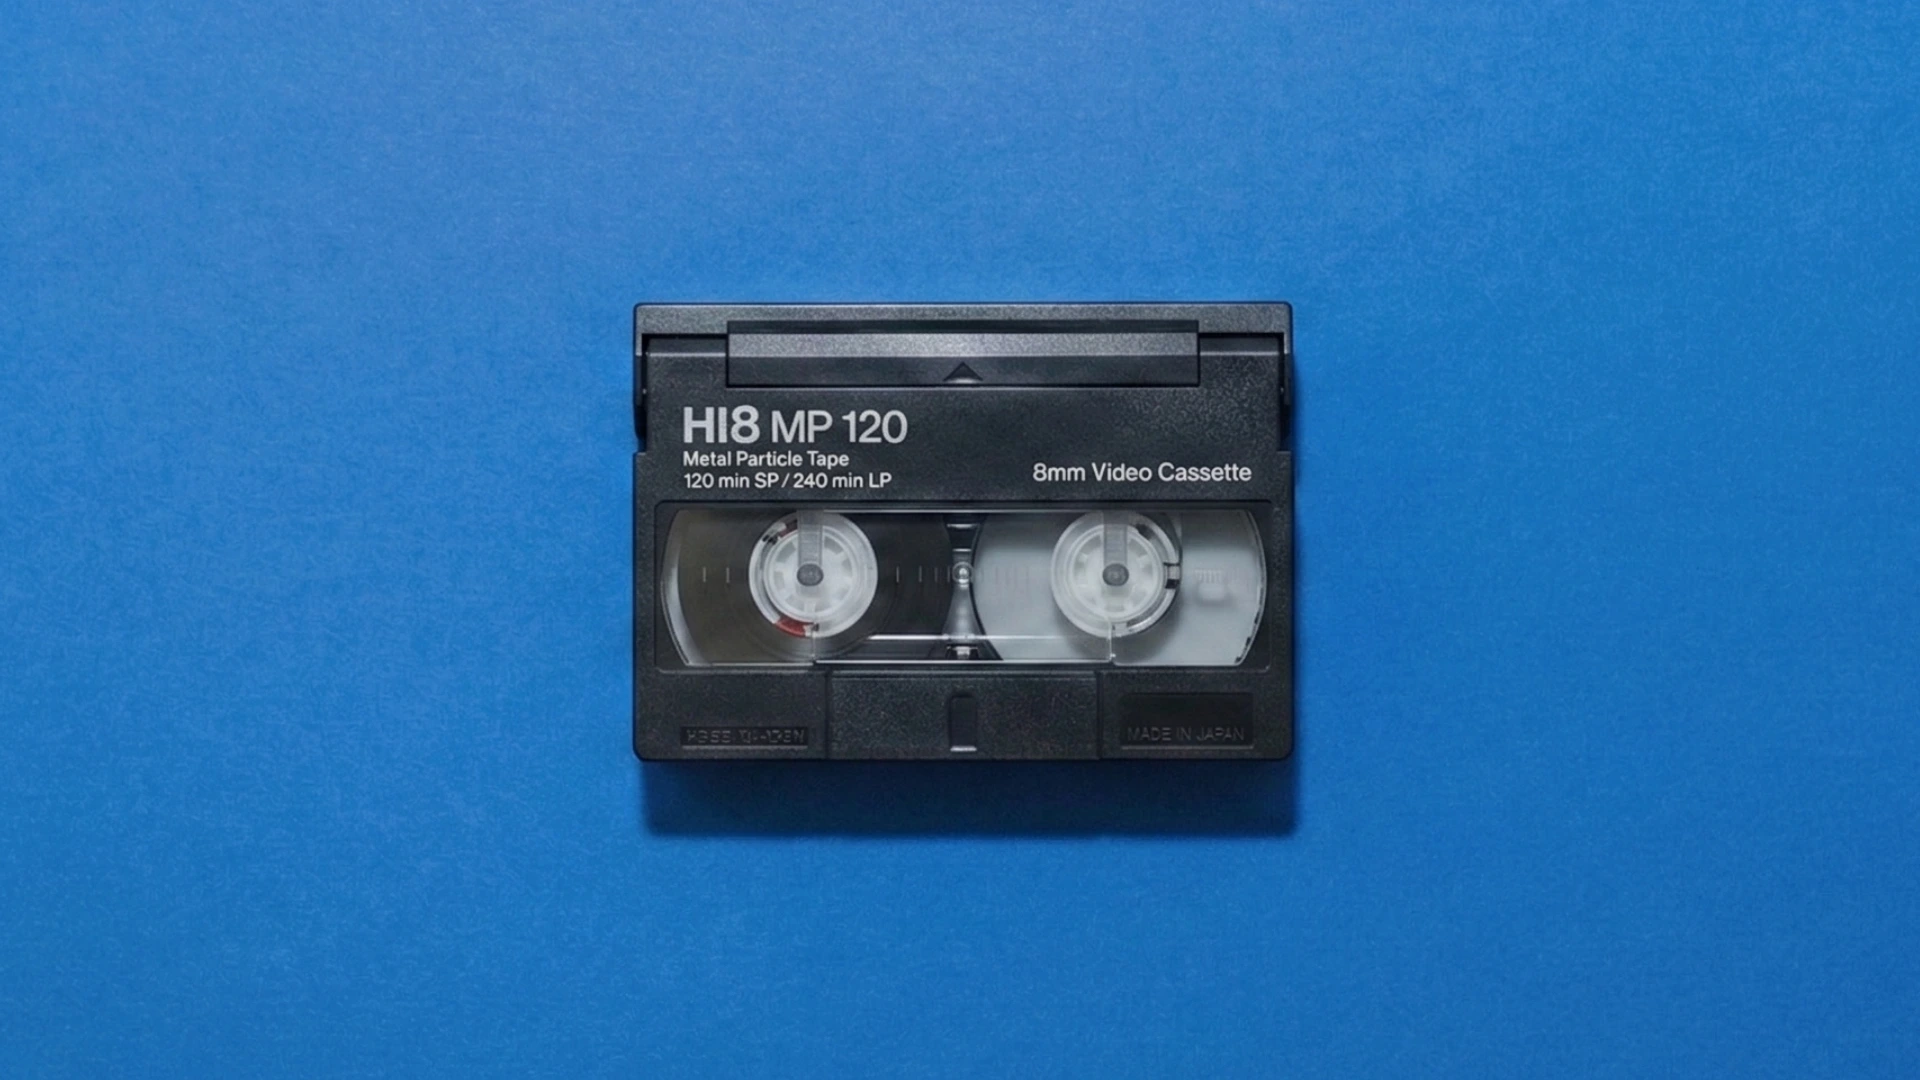 HI8 MP 120
Metal Particle Tape
120 min SP / 240 min LP
8mm Video Cassette
MADE IN JAPAN